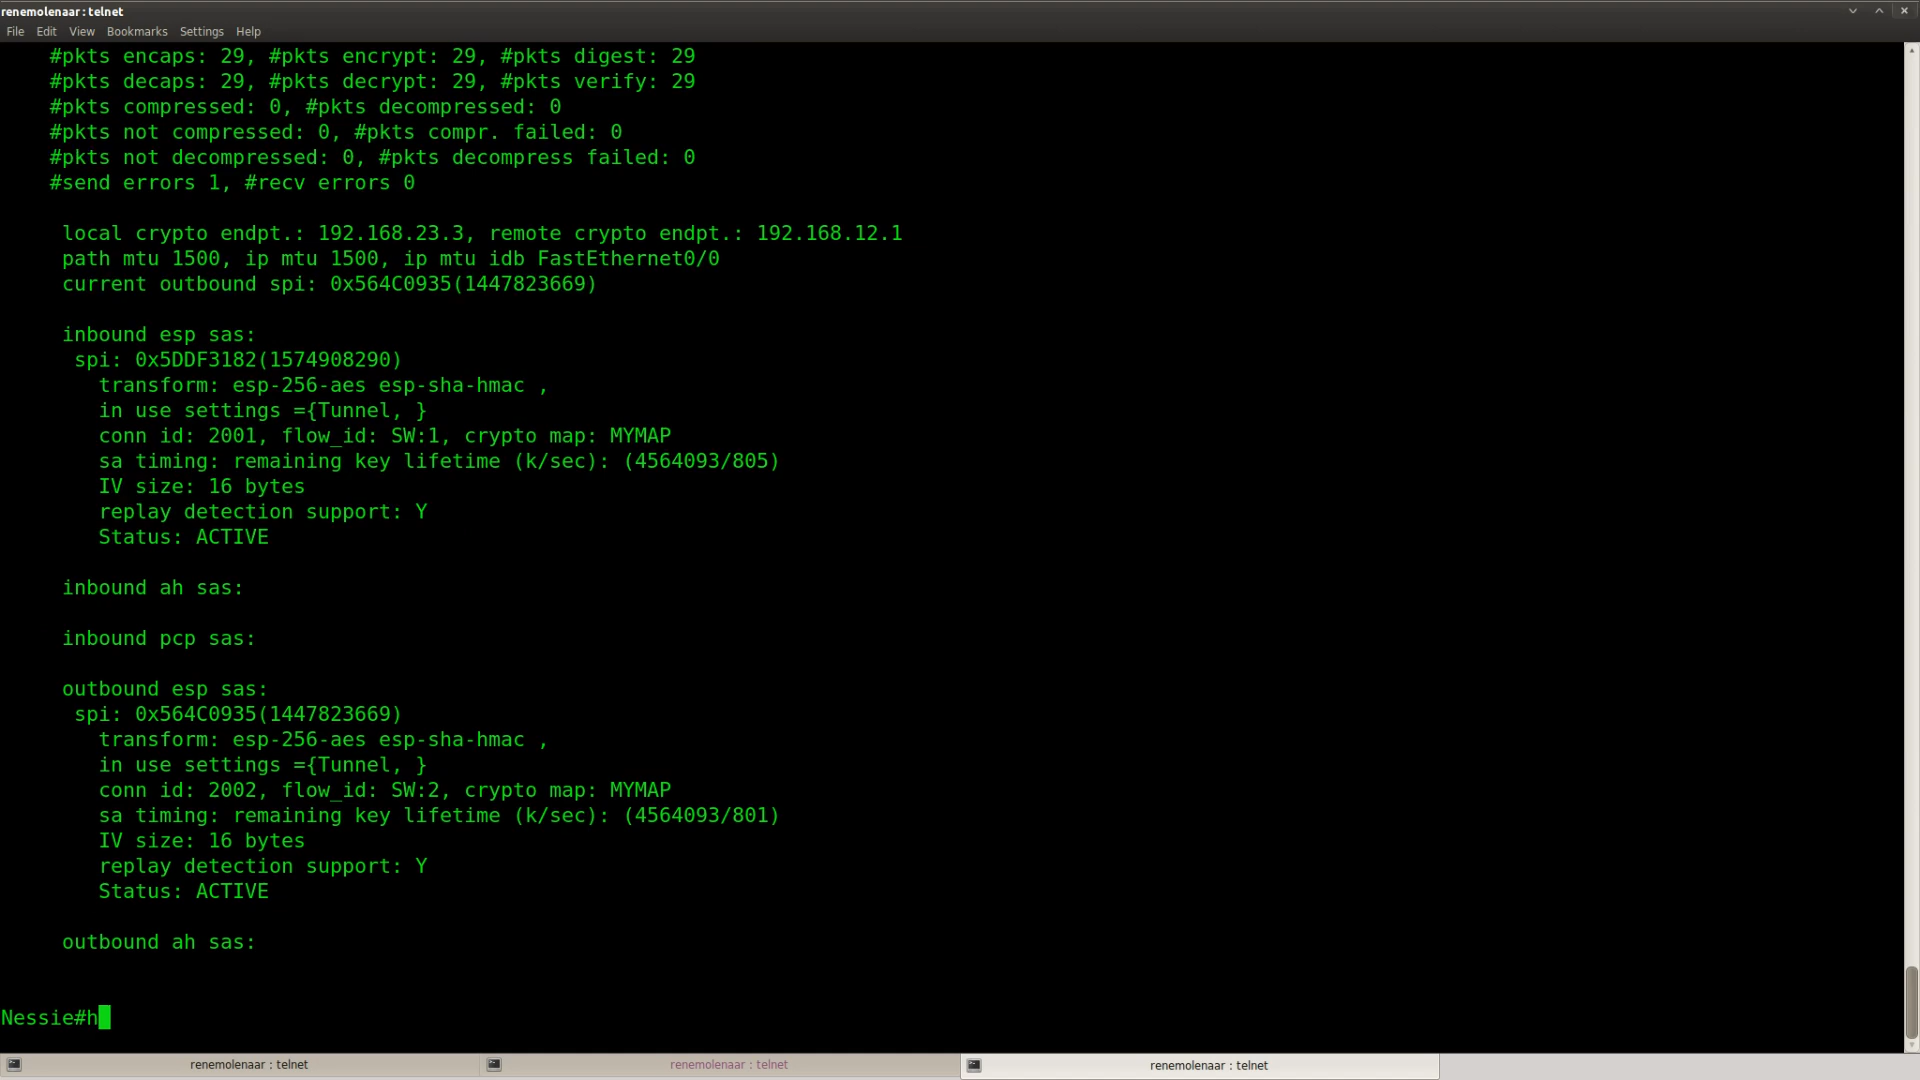 renemolenaar : telnet
File Edit View Bookmarks Settings Help
#pkts encaps: 29, #pkts encrypt: 29, #pkts digest: 29
#pkts decaps: 29, #pkts decrypt: 29, #pkts verify: 29
#pkts compressed: 0, #pkts decompressed: 0
#pkts not compressed: 0, #pkts compr. failed: 0
#pkts not decompressed: 0, #pkts decompress failed: 0
#send errors 1, #recv errors 0
local crypto endpt.: 192.168.23.3, remote crypto endpt.: 192.168.12.1
path mtu 1500, ip mtu 1500, ip mtu idb FastEthernet0/0
current outbound spi: 0x564C0935(1447823669)
inbound esp sas:
spi: 0x5DDF3182(1574908290)
transform: esp-256-aes esp-sha-hmac ,
in use settings ={Tunnel, }
conn id: 2001, flow_id: SW:1, crypto map: MYMAP
sa timing: remaining key lifetime (k/sec): (4564093/805)
IV size: 16 bytes
replay detection support: Y
Status: ACTIVE
inbound ah sas:
inbound pcp sas:
outbound esp sas:
spi: 0x564C0935(1447823669)
transform: esp-256-aes esp-sha-hmac ,
in use settings ={Tunnel, }
conn id: 2002, flow_id: SW:2, crypto map: MYMAP
sa timing: remaining key lifetime (k/sec): (4564093/801)
IV size: 16 bytes
replay detection support: Y
Status: ACTIVE
outbound ah sas:
Nessie#h
renemolenaar : telnet
renemolenaar : telnet
renemolenaar : telnet